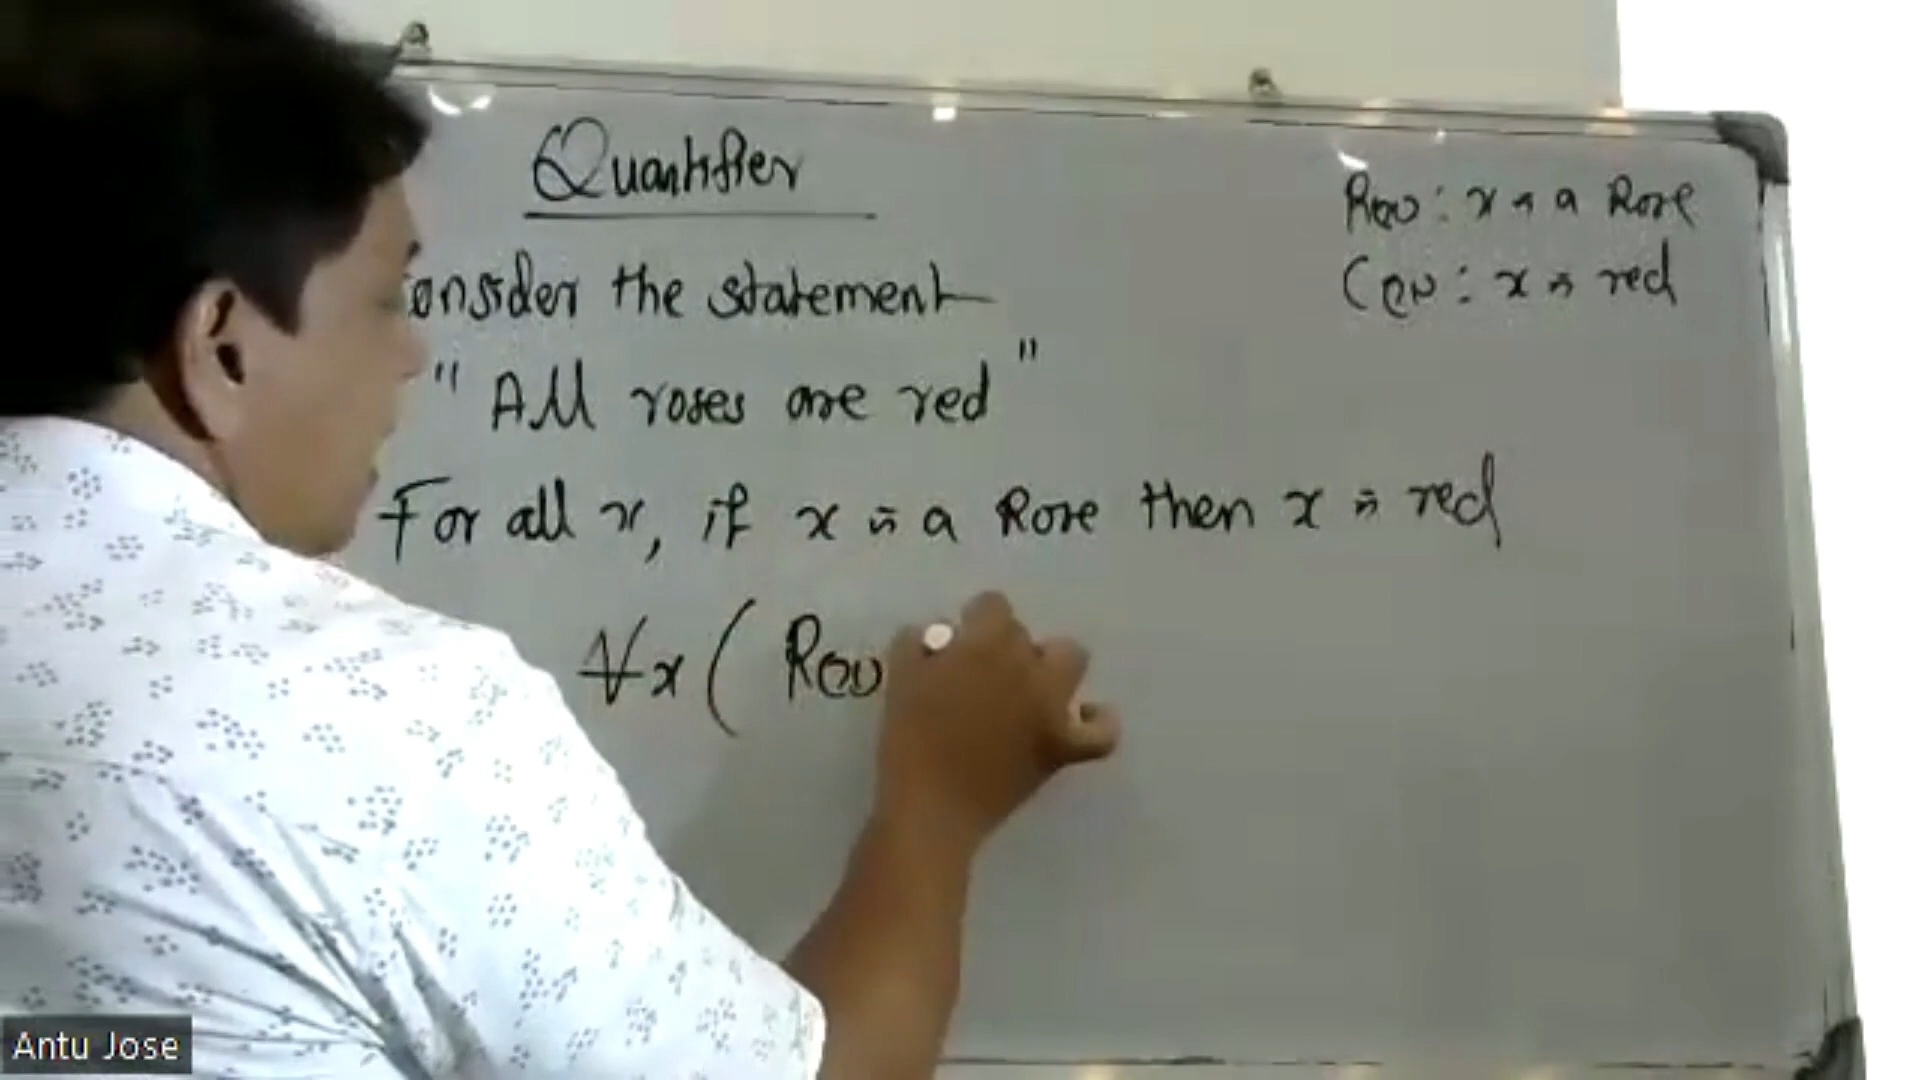 Quantifier
R(x) : x is a Rose
C(x) : x is red
onsider the statement
" All roses are red "
For all x, if x is a Rose then x is red
∀x ( R(x)
Antu Jose